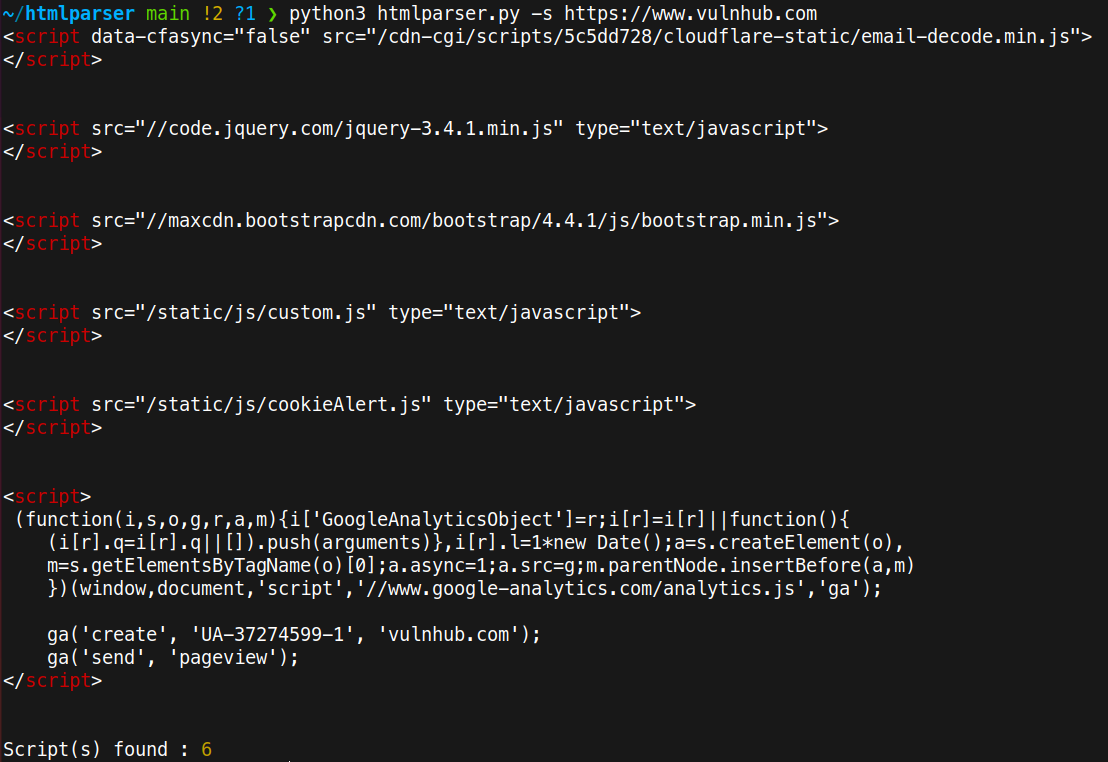 ~/htmlparser main !2 ?1 ❯ python3 htmlparser.py -s https://www.vulnhub.com
<script data-cfasync="false" src="/cdn-cgi/scripts/5c5dd728/cloudflare-static/email-decode.min.js">
</script>
<script src="//code.jquery.com/jquery-3.4.1.min.js" type="text/javascript">
</script>
<script src="//maxcdn.bootstrapcdn.com/bootstrap/4.4.1/js/bootstrap.min.js">
</script>
<script src="/static/js/custom.js" type="text/javascript">
</script>
<script src="/static/js/cookieAlert.js" type="text/javascript">
</script>
<script>
(function(i,s,o,g,r,a,m){i['GoogleAnalyticsObject']=r;i[r]=i[r]||function(){
(i[r].q=i[r].q||[]).push(arguments)},i[r].l=1*new Date();a=s.createElement(o),
m=s.getElementsByTagName(o)[0];a.async=1;a.src=g;m.parentNode.insertBefore(a,m)
})(window,document,'script','//www.google-analytics.com/analytics.js','ga');
ga('create', 'UA-37274599-1', 'vulnhub.com');
ga('send', 'pageview');
</script>
Script(s) found : 6